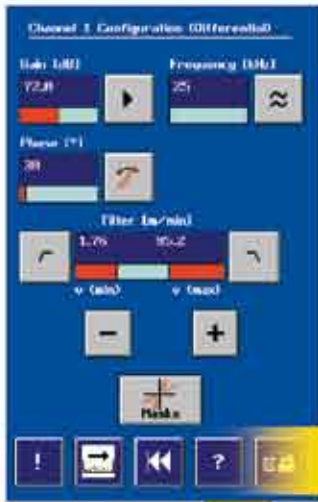 Channel 1 Configuration (Differential)
Gain (dB) Frequency (kHz)
72.0 25
Phase (°)
30
Filter (m/min)
1.76 95.2
v (min) v (max)
- +
Masks
! ?